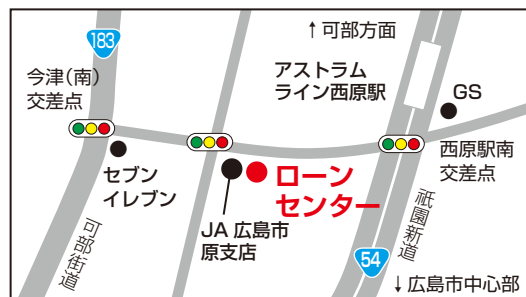 183
↑可部方面
今津(南)
交差点
アストラム
ライン西原駅
GS
西原駅南
交差点
セブン
イレブン
ローン
センター
JA 広島市
原支店
可部街道
祇園新道
54
↓広島市中心部